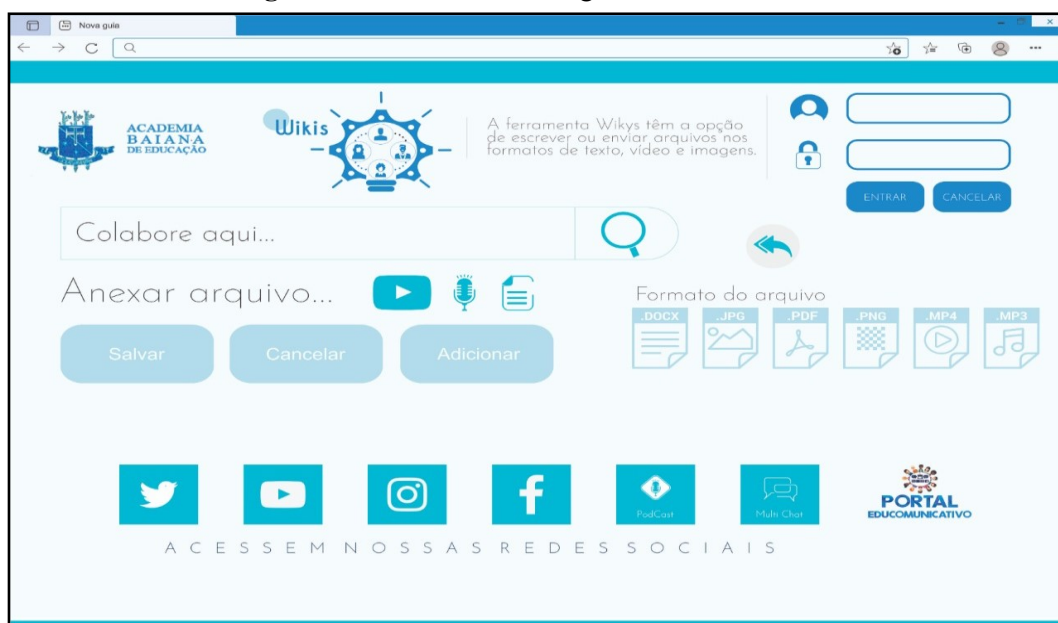 Nova guia
ACADEMIA
BAIANA
DE EDUCAÇÃO
Wikis
A ferramenta Wikys têm a opção
de escrever ou enviar arquivos nos
formatos de texto, vídeo e imagens.
ENTRAR CANCELAR
Colabore aqui...
Anexar arquivo...
Formato do arquivo
.DOCX .JPG .PDF .PNG .MP4 .MP3
Salvar Cancelar Adicionar
PodCast Multi Chat
PORTAL
EDUCOMUNICATIVO
ACESSEM NOSSAS REDES SOCIAIS